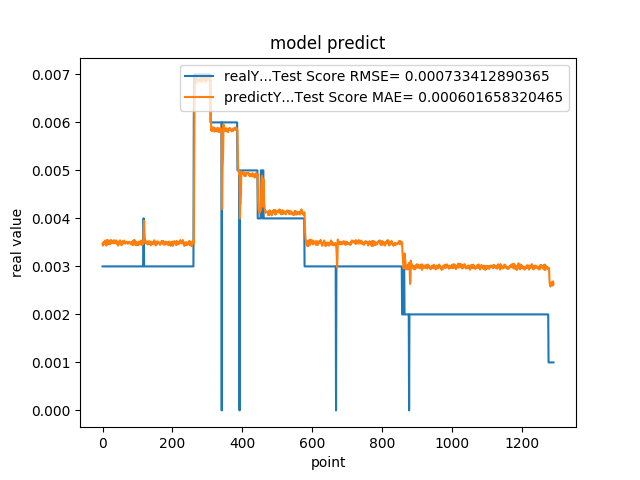 model predict
realY...Test Score RMSE= 0.000733412890365
predictY...Test Score MAE= 0.000601658320465
0.007
0.006
0.005
0.004
0.003
0.002
0.001
0.000
real value
0 200 400 600 800 1000 1200
point